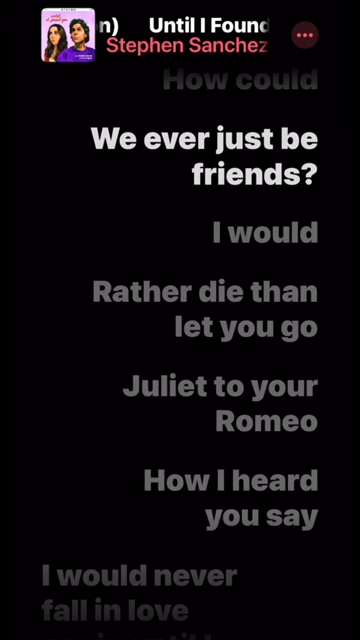 n) Until I Found
Stephen Sanchez
How could
We ever just be
friends?
I would
Rather die than
let you go
Juliet to your
Romeo
How I heard
you say
I would never
fall in love